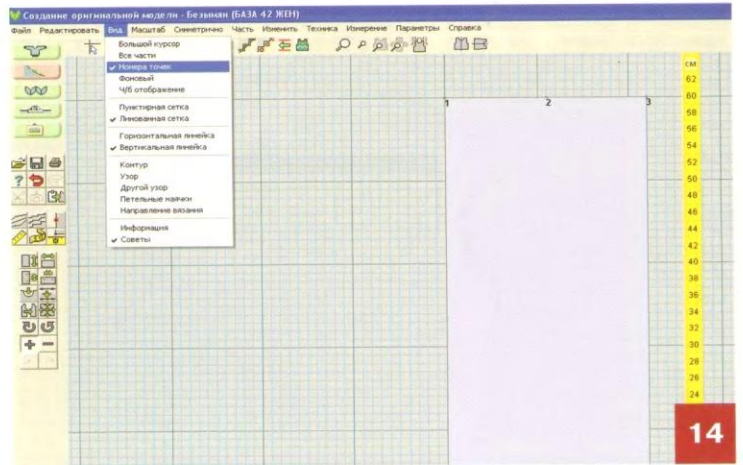 Создание оригинальной модели - Безымян (БАЗА 42 ЖЕН)
Файл Редактировать Вид Масштаб Симметрично Часть Изменить Техника Измерение Параметры Справка
Большой курсор
Все части
Номера точек
Фоновый
Ч/б отображение
Пунктирная сетка
Линованная сетка
Горизонтальная линейка
Вертикальная линейка
Контур
Узор
Другой узор
Петельные маячки
Направление вязания
Информация
Советы
1 2 3
см
62
60
58
56
54
52
50
48
46
44
42
40
38
36
34
32
30
28
26
24
14